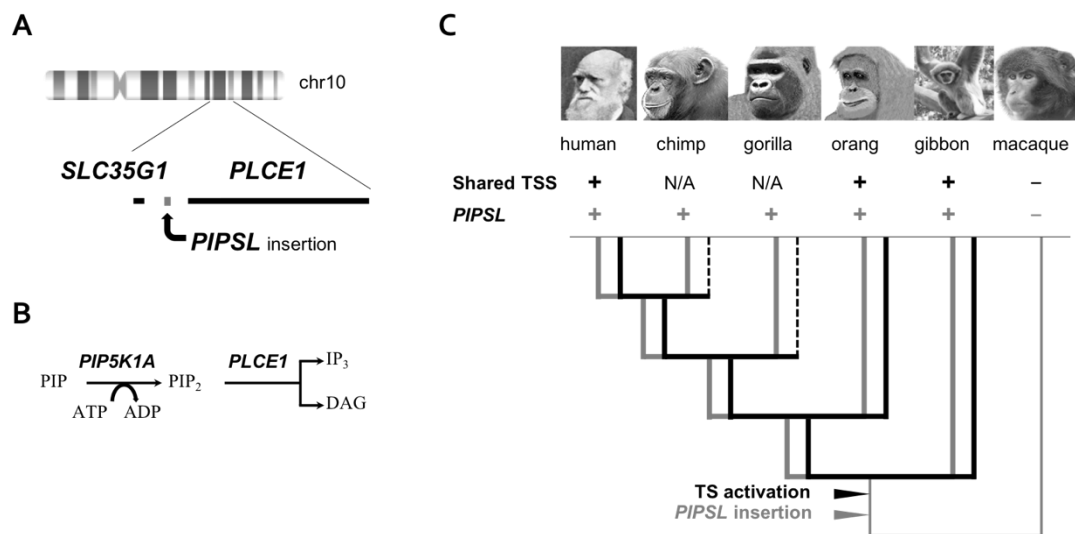 A
chr10
SLC35G1 PLCE1
PIPSL insertion
B
PIP5K1A PLCE1
PIP PIP2 IP3
ATP ADP DAG
C
human chimp gorilla orang gibbon macaque
Shared TSS + N/A N/A + + –
PIPSL + + + + + –
TS activation
PIPSL insertion